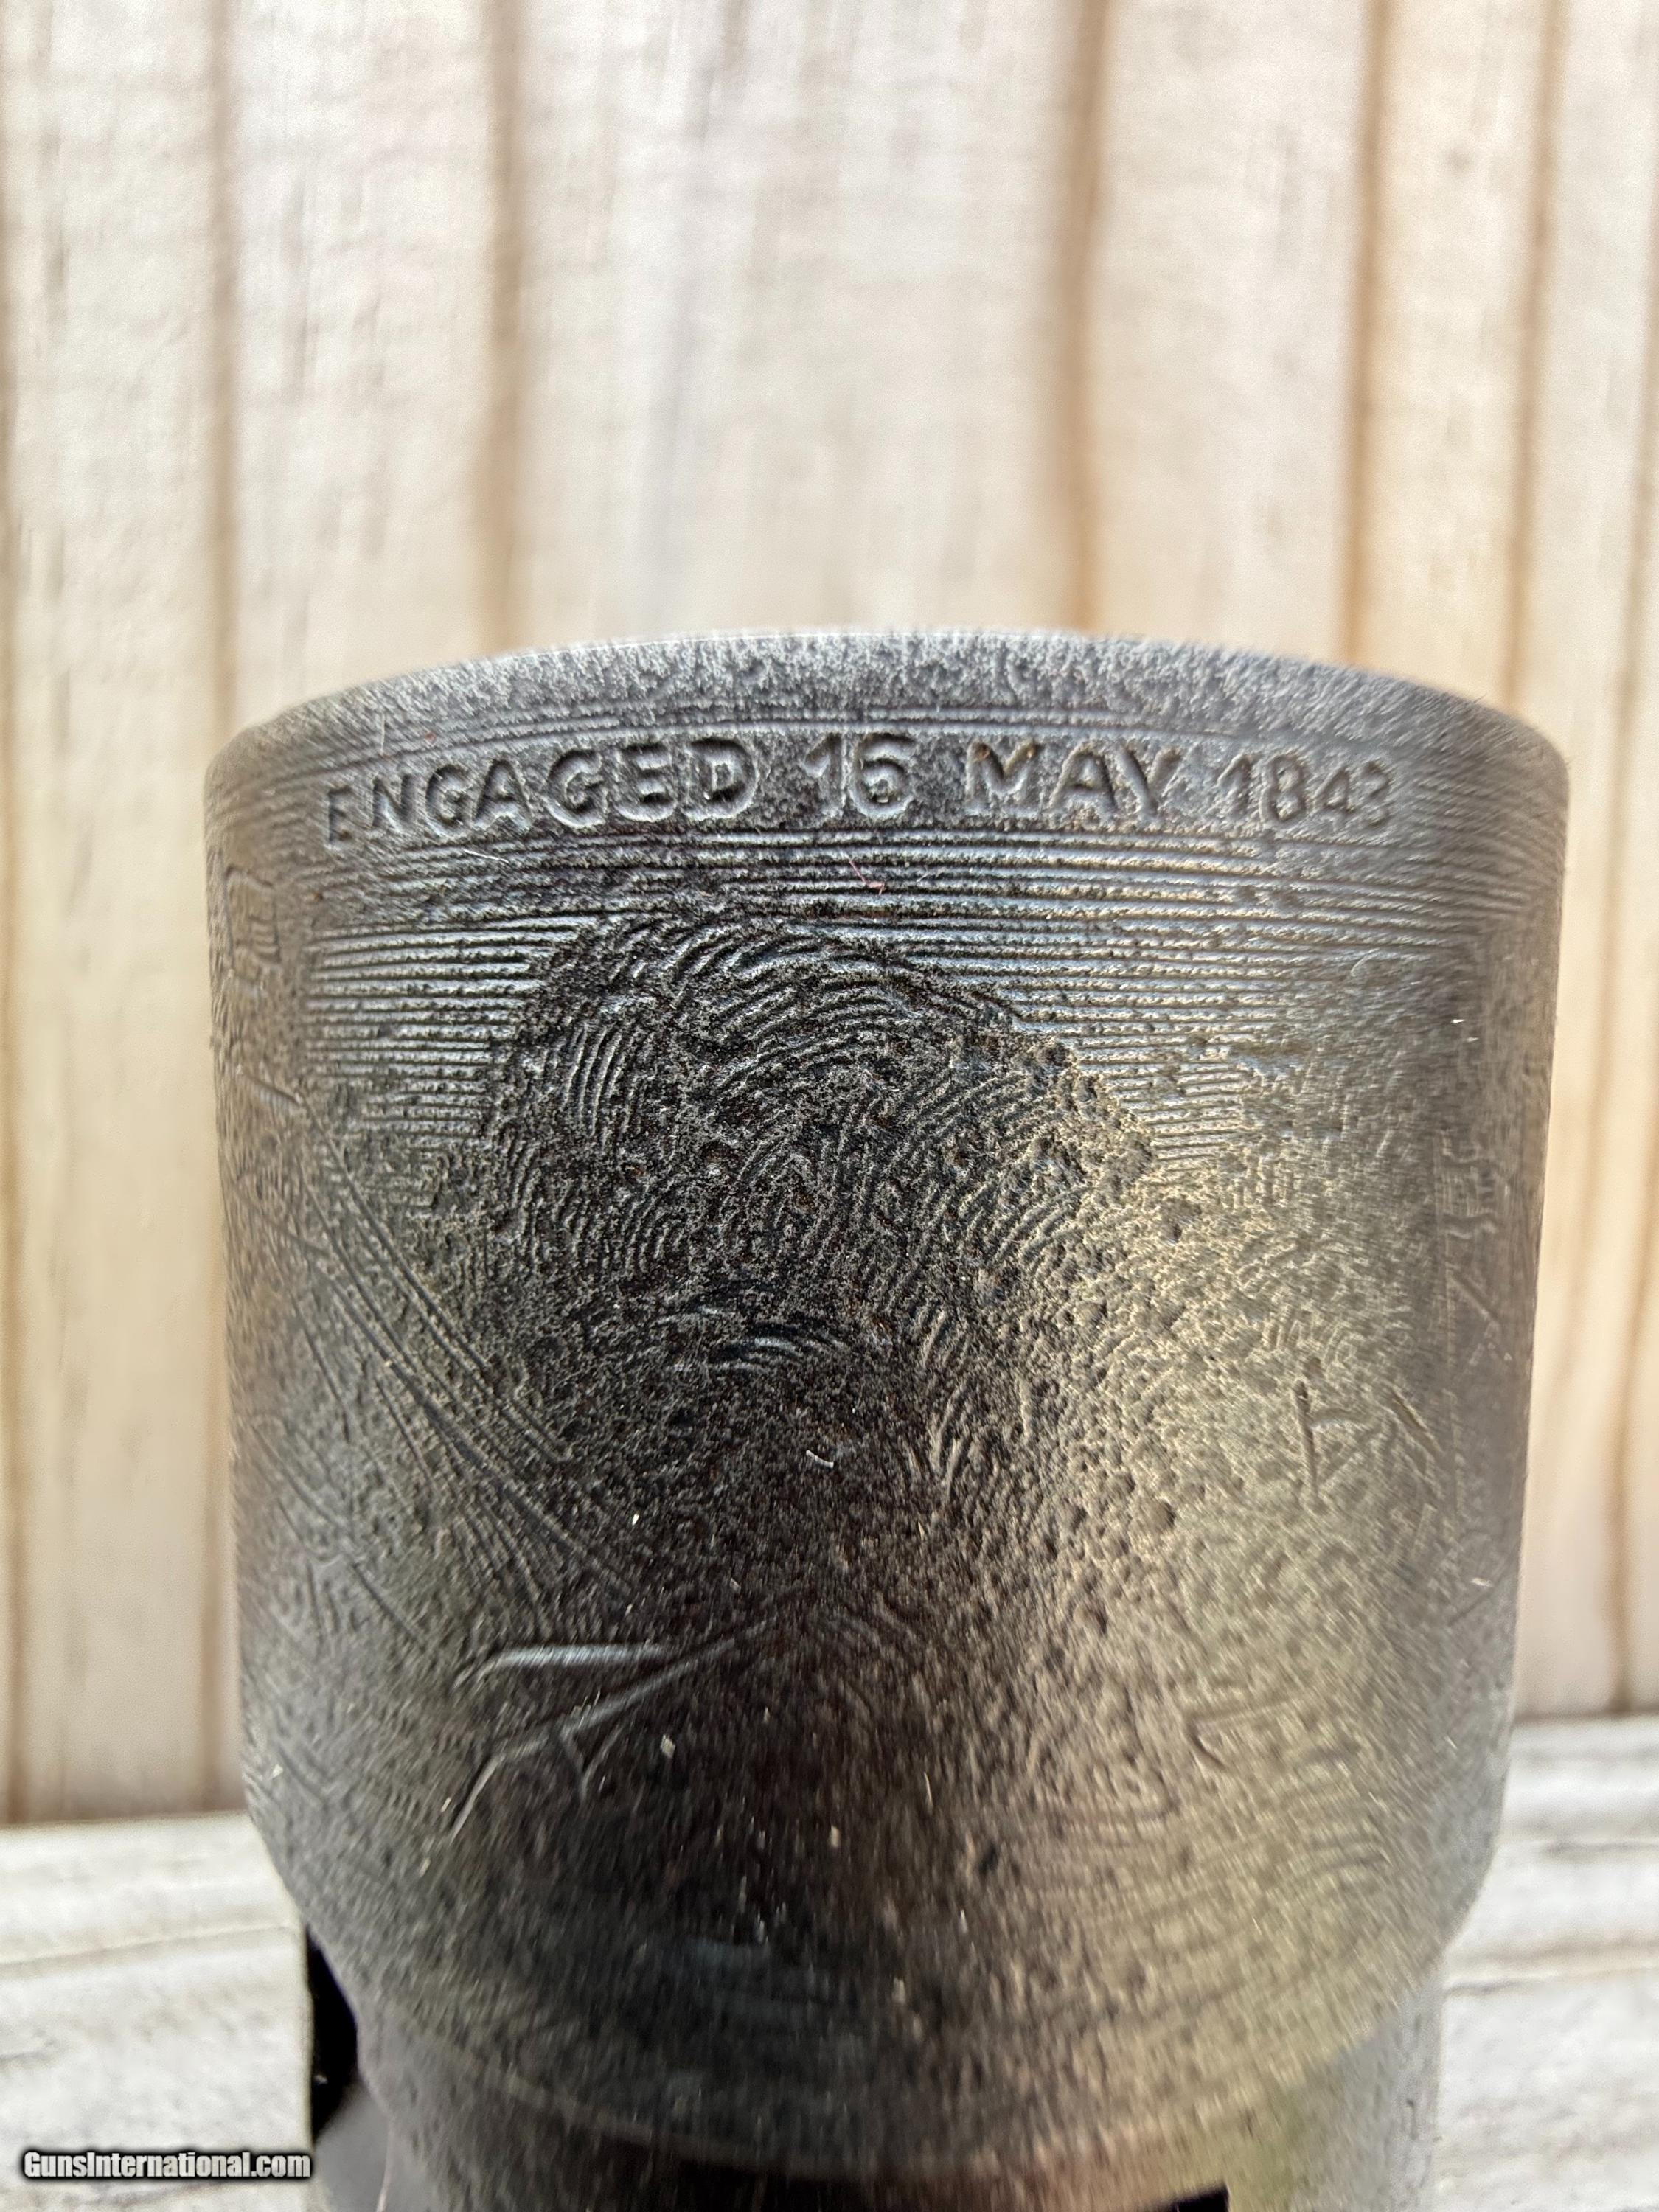 ENGAGED 16 MAY 1843
GunsInternational.com